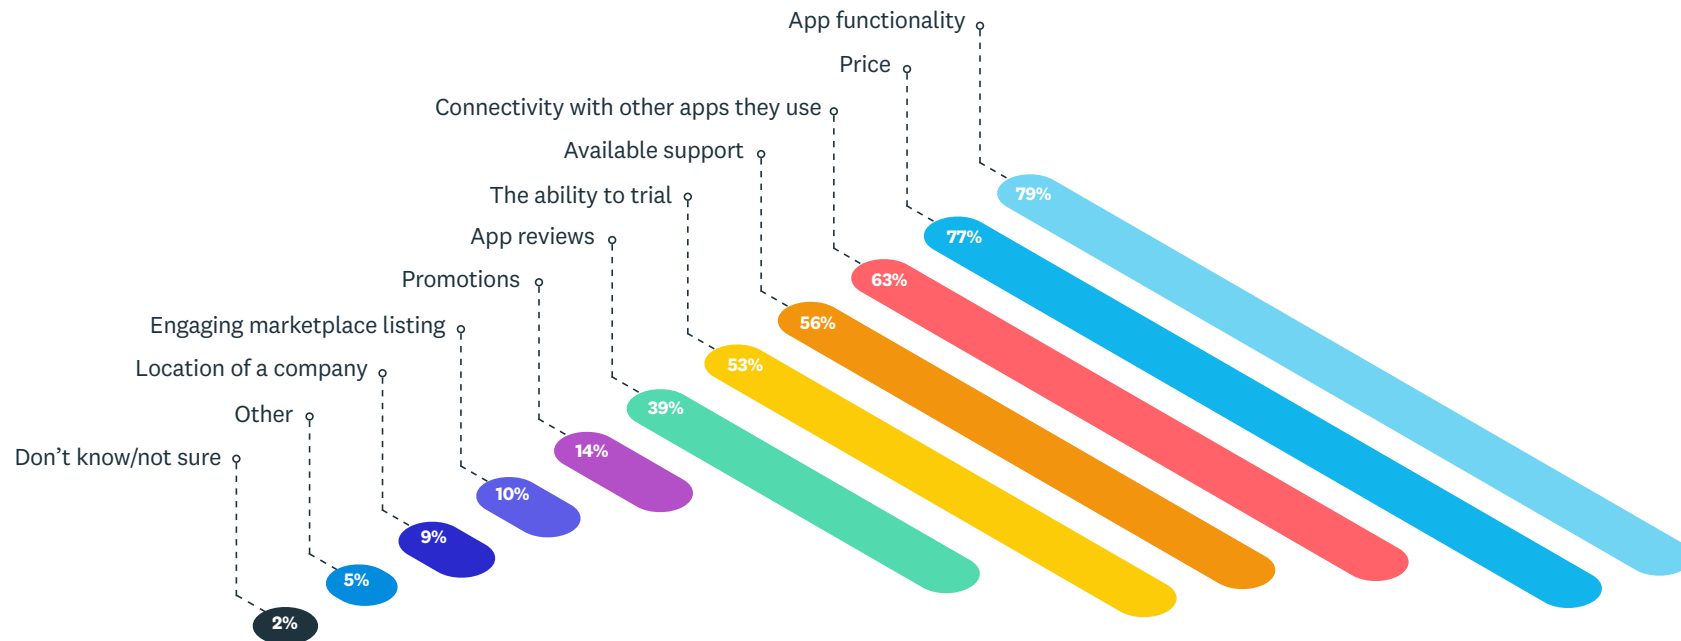 App functionality
79%
Price
77%
Connectivity with other apps they use
63%
Available support
56%
The ability to trial
53%
App reviews
39%
Promotions
14%
Engaging marketplace listing
10%
Location of a company
9%
Other
5%
Don’t know/not sure
2%